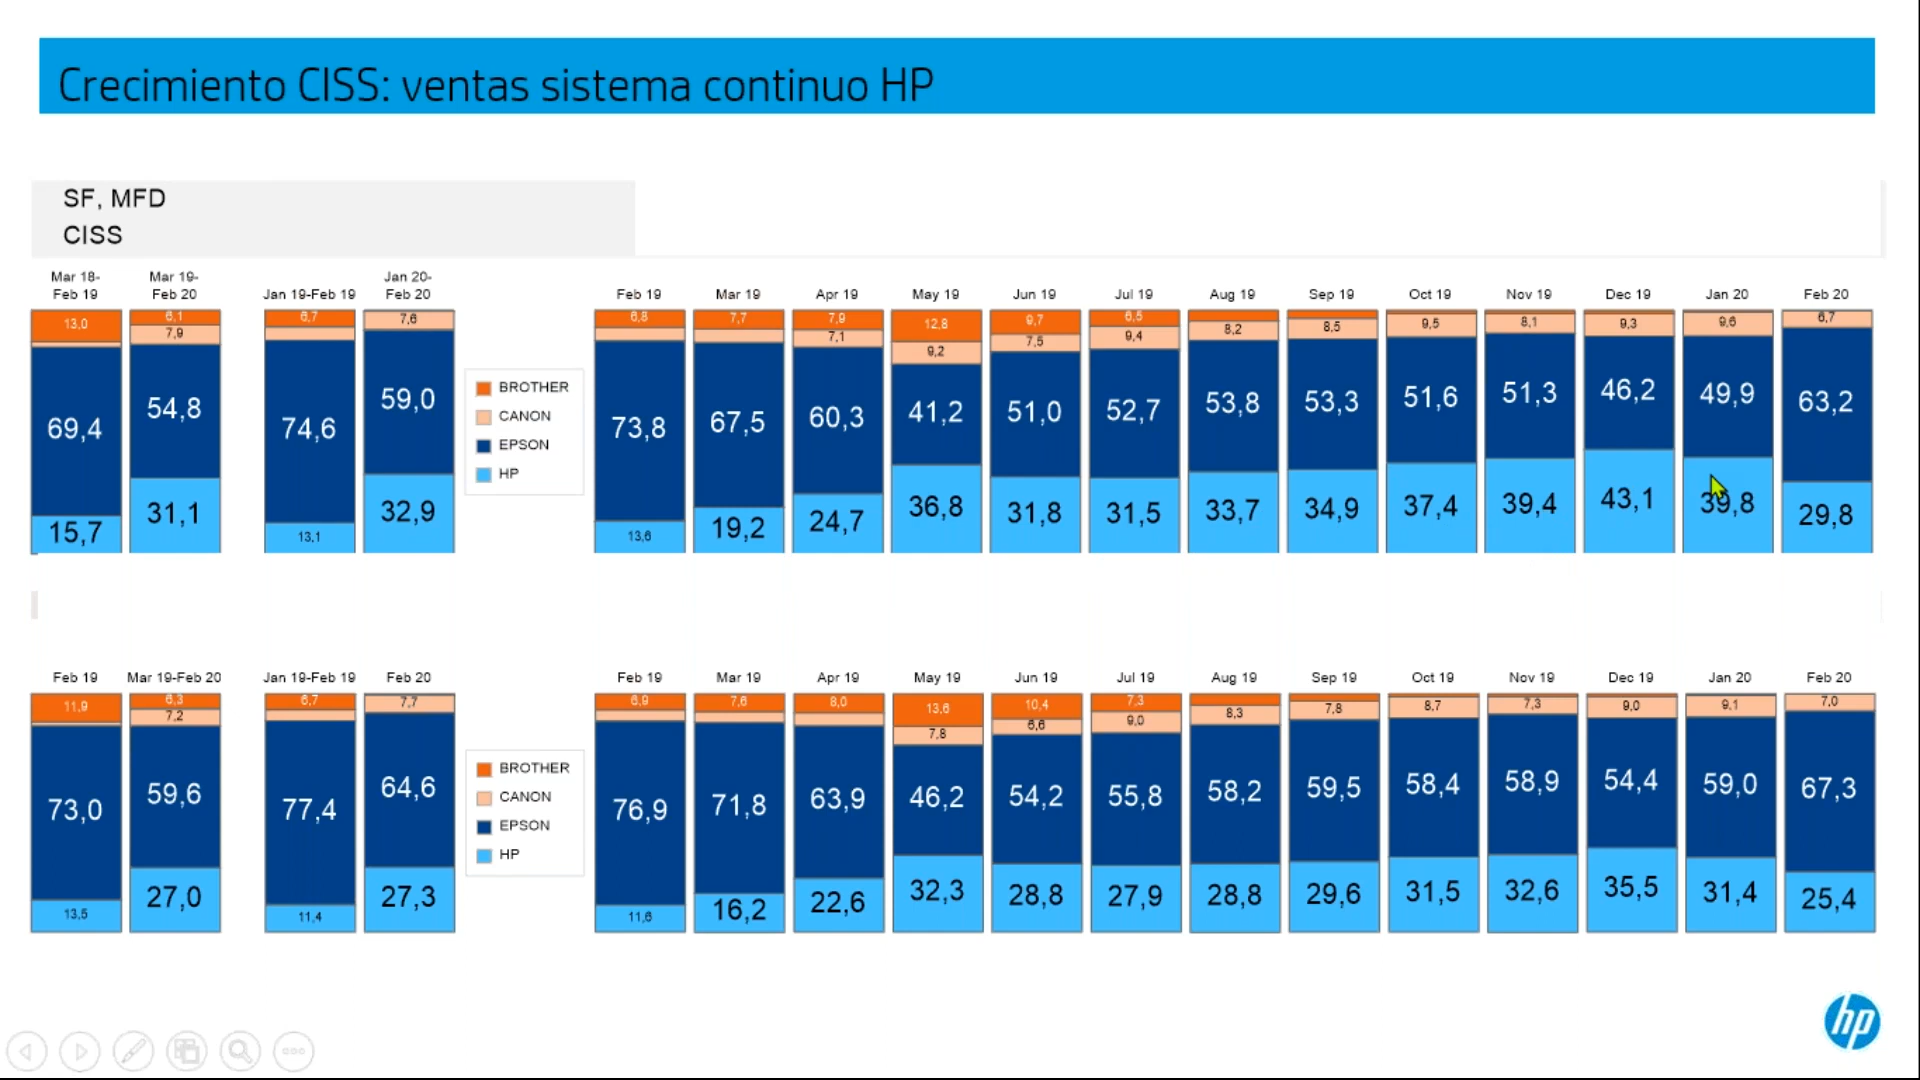 Crecimiento CISS: ventas sistema continuo HP
SF, MFD
CISS
Mar 18-
Feb 19
Mar 19-
Feb 20
Jan 19-Feb 19
Jan 20-
Feb 20
Feb 19 Mar 19 Apr 19 May 19 Jun 19 Jul 19 Aug 19 Sep 19 Oct 19 Nov 19 Dec 19 Jan 20 Feb 20
13,0 6,1 6,7 6,8 7,7 7,9 12,8 9,7 6,5
7,9 7,6 7,1 9,2 7,5 9,4 8,2 8,5 9,5 8,1 9,3 9,6 6,7
69,4 54,8 74,6 59,0 73,8 67,5 60,3 41,2 51,0 52,7 53,8 53,3 51,6 51,3 46,2 49,9 63,2
15,7 31,1 13,1 32,9 13,6 19,2 24,7 36,8 31,8 31,5 33,7 34,9 37,4 39,4 43,1 39,8 29,8
BROTHER
CANON
EPSON
HP
Feb 19 Mar 19-Feb 20 Jan 19-Feb 19 Feb 20 Feb 19 Mar 19 Apr 19 May 19 Jun 19 Jul 19 Aug 19 Sep 19 Oct 19 Nov 19 Dec 19 Jan 20 Feb 20
11,9 6,3 6,7 6,9 7,6 8,0 13,6 10,4 7,3
7,2 7,7 7,8 6,6 9,0 8,3 7,8 8,7 7,3 9,0 9,1 7,0
73,0 59,6 77,4 64,6 76,9 71,8 63,9 46,2 54,2 55,8 58,2 59,5 58,4 58,9 54,4 59,0 67,3
13,5 27,0 11,4 27,3 11,6 16,2 22,6 32,3 28,8 27,9 28,8 29,6 31,5 32,6 35,5 31,4 25,4
BROTHER
CANON
EPSON
HP
hp